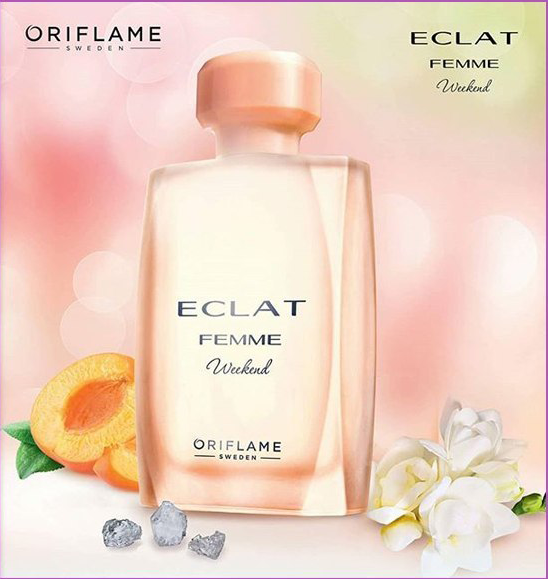 ORIFLAME
SWEDEN
ECLAT
FEMME
Weekend
ECLAT
FEMME
Weekend
ORIFLAME
SWEDEN